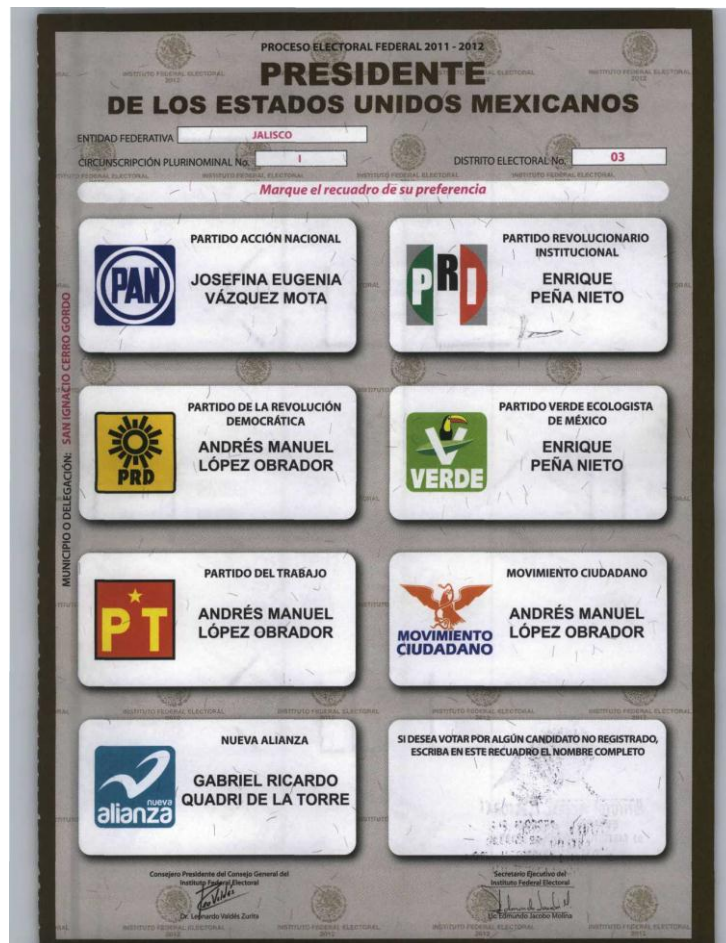 PROCESO ELECTORAL FEDERAL 2011 - 2012
PRESIDENTE
DE LOS ESTADOS UNIDOS MEXICANOS
ENTIDAD FEDERATIVA JALISCO
CIRCUNSCRIPCIÓN PLURINOMINAL No. I
DISTRITO ELECTORAL No. 03
Marque el recuadro de su preferencia
MUNICIPIO O DELEGACIÓN: SAN IGNACIO CERRO GORDO
PARTIDO ACCIÓN NACIONAL
PAN
JOSEFINA EUGENIA
VÁZQUEZ MOTA
PARTIDO REVOLUCIONARIO
INSTITUCIONAL
PRI
ENRIQUE
PEÑA NIETO
PARTIDO DE LA REVOLUCIÓN
DEMOCRÁTICA
PRD
ANDRÉS MANUEL
LÓPEZ OBRADOR
PARTIDO VERDE ECOLOGISTA
DE MÉXICO
VERDE
ENRIQUE
PEÑA NIETO
PARTIDO DEL TRABAJO
PT
ANDRÉS MANUEL
LÓPEZ OBRADOR
MOVIMIENTO CIUDADANO
MOVIMIENTO
CIUDADANO
ANDRÉS MANUEL
LÓPEZ OBRADOR
NUEVA ALIANZA
nueva
alianza
GABRIEL RICARDO
QUADRI DE LA TORRE
SI DESEA VOTAR POR ALGÚN CANDIDATO NO REGISTRADO,
ESCRIBA EN ESTE RECUADRO EL NOMBRE COMPLETO
Consejero Presidente del Consejo General del
Instituto Federal Electoral
Dr. Leonardo Valdés Zurita
Secretario Ejecutivo del
Instituto Federal Electoral
Lic Edmundo Jacobo Molina
INSTITUTO FEDERAL ELECTORAL
2012